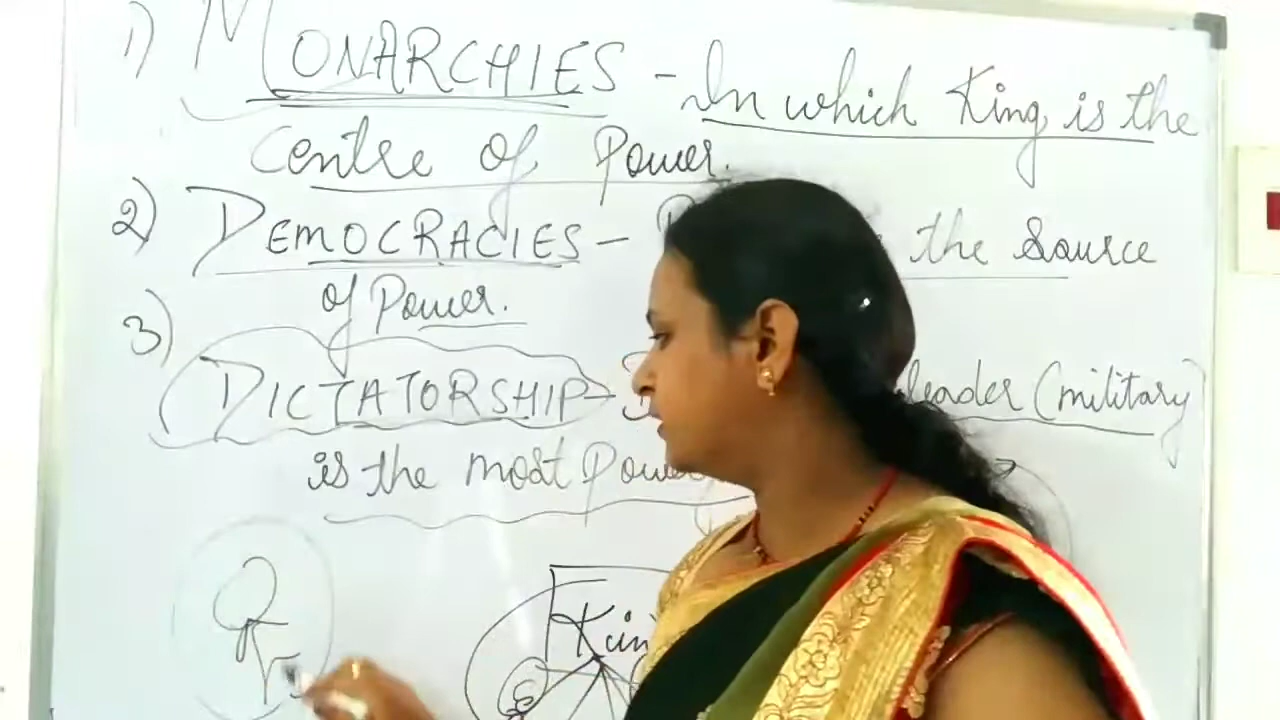 1) MONARCHIES - In which King is the
Centre of Power.
2) DEMOCRACIES - the Source
of Power.
3)
DICTATORSHIP - leader (military)
is the most